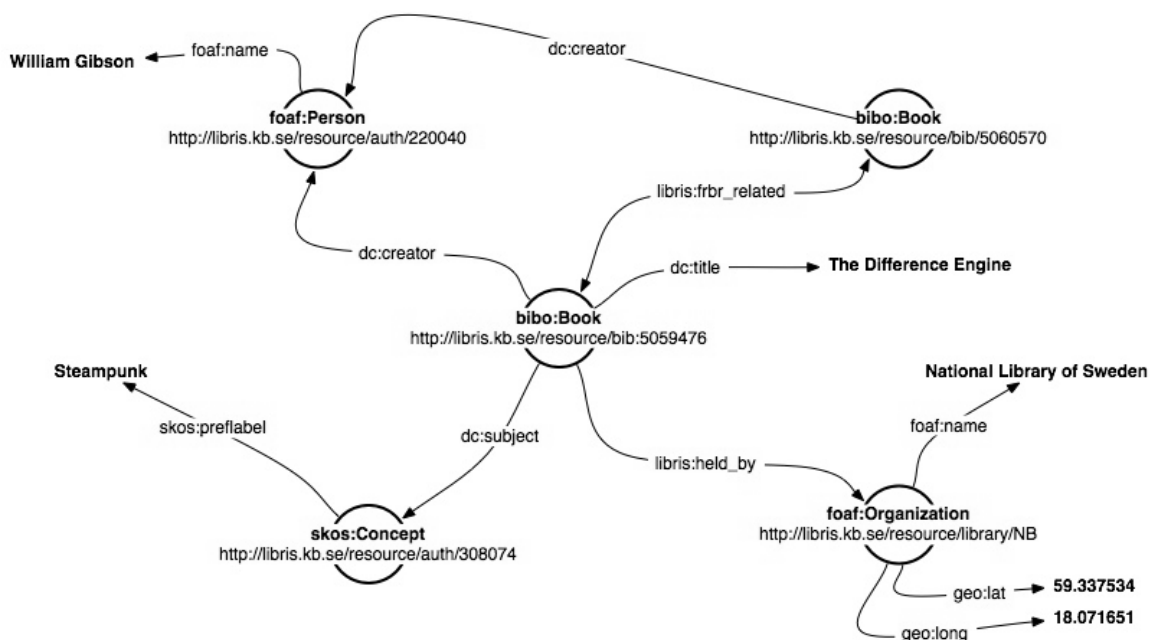 William Gibson
foaf:name
dc:creator
foaf:Person
http://libris.kb.se/resource/auth/220040
bibo:Book
http://libris.kb.se/resource/bib/5060570
libris:frbr_related
dc:creator
dc:title
The Difference Engine
bibo:Book
http://libris.kb.se/resource/bib:5059476
Steampunk
National Library of Sweden
skos:preflabel
dc:subject
foaf:name
libris:held_by
skos:Concept
http://libris.kb.se/resource/auth/308074
foaf:Organization
http://libris.kb.se/resource/library/NB
geo:lat
59.337534
geo:long
18.071651